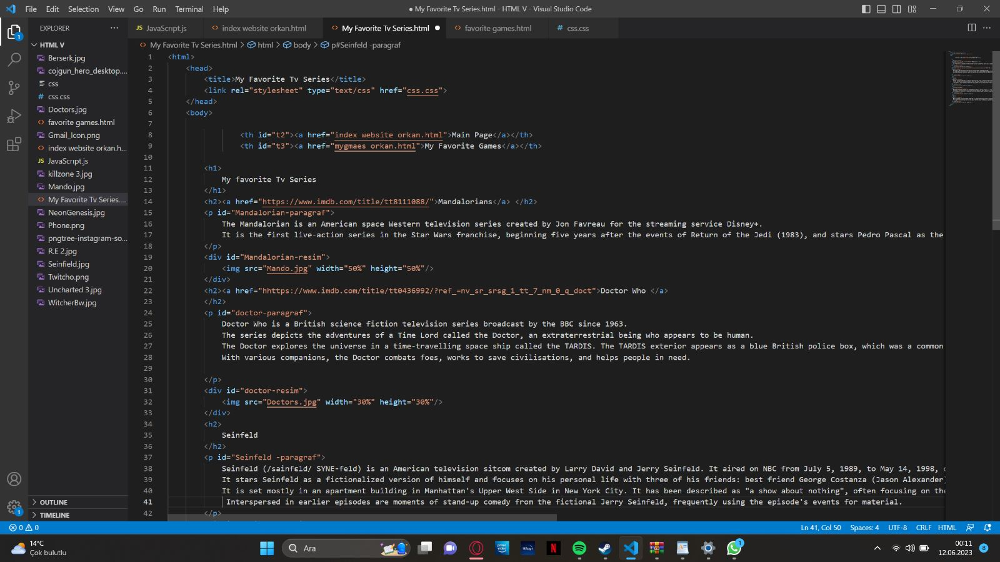 File Edit Selection View Go Run Terminal Help
● My Favorite Tv Series.html - HTML V - Visual Studio Code
EXPLORER
JavaScript.js
index website orkan.html
My Favorite Tv Series.html
favorite games.html
css.css
HTML V
Berserk.jpg
cojgun_hero_desktop...
css
css.css
Doctors.jpg
favorite games.html
Gmail_Icon.png
index website orkan.h...
JavaScript.js
killzone 3.jpg
Mando.jpg
My Favorite Tv Series....
NeonGenesis.jpg
Phone.png
pngtree-instagram-so...
R.E 2.jpg
Seinfield.jpg
Twitcho.png
Uncharted 3.jpg
WitcherBw.jpg
OUTLINE
TIMELINE
My Favorite Tv Series.html > html > body > p#Seinfeld -paragraf
1 <html>
2 <head>
3 <title>My Favorite Tv Series</title>
4 <link rel="stylesheet" type="text/css" href="css.css">
5 </head>
6 <body>
7
8 <th id="t2"><a href="index website orkan.html">Main Page</a></th>
9 <th id="t3"><a href="mygmaes orkan.html">My Favorite Games</a></th>
10
11 <h1>
12 My favorite Tv Series
13 </h1>
14 <h2><a href="https://www.imdb.com/title/tt8111088/">Mandalorians</a> </h2>
15 <p id="Mandalorian-paragraf">
16 The Mandalorian is an American space Western television series created by Jon Favreau for the streaming service Disney+.
17 It is the first live-action series in the Star Wars franchise, beginning five years after the events of Return of the Jedi (1983), and stars Pedro Pascal as the
18 </p>
19 <div id="Mandalorian-resim">
20 <img src="Mando.jpg" width="50%" height="50%"/>
21 </div>
22 <h2><a href="hhttps://www.imdb.com/title/tt0436992/?ref_=nv_sr_srsg_1_tt_7_nm_0_q_doct">Doctor Who </a>
23 </h2>
24 <p id="doctor-paragraf">
25 Doctor Who is a British science fiction television series broadcast by the BBC since 1963.
26 The series depicts the adventures of a Time Lord called the Doctor, an extraterrestrial being who appears to be human.
27 The Doctor explores the universe in a time-travelling space ship called the TARDIS. The TARDIS exterior appears as a blue British police box, which was a common
28 With various companions, the Doctor combats foes, works to save civilisations, and helps people in need.
29
30 </p>
31 <div id="doctor-resim">
32 <img src="Doctors.jpg" width="30%" height="30%"/>
33 </div>
34 <h2>
35 Seinfeld
36 </h2>
37 <p id="Seinfeld -paragraf">
38 Seinfeld (/sainfɛld/ SYNE-feld) is an American television sitcom created by Larry David and Jerry Seinfeld. It aired on NBC from July 5, 1989, to May 14, 1998,
39 It stars Seinfeld as a fictionalized version of himself and focuses on his personal life with three of his friends: best friend George Costanza (Jason Alexander)
40 It is set mostly in an apartment building in Manhattan's Upper West Side in New York City. It has been described as "a show about nothing", often focusing on the
41 Interspersed in earlier episodes are moments of stand-up comedy from the fictional Jerry Seinfeld, frequently using the episode's events for material.
42 </p>
0 0
Ln 41, Col 50 Spaces: 4 UTF-8 CRLF HTML
14°C
Çok bulutlu
Ara
prime video
Disney+
00:11
12.06.2023
8